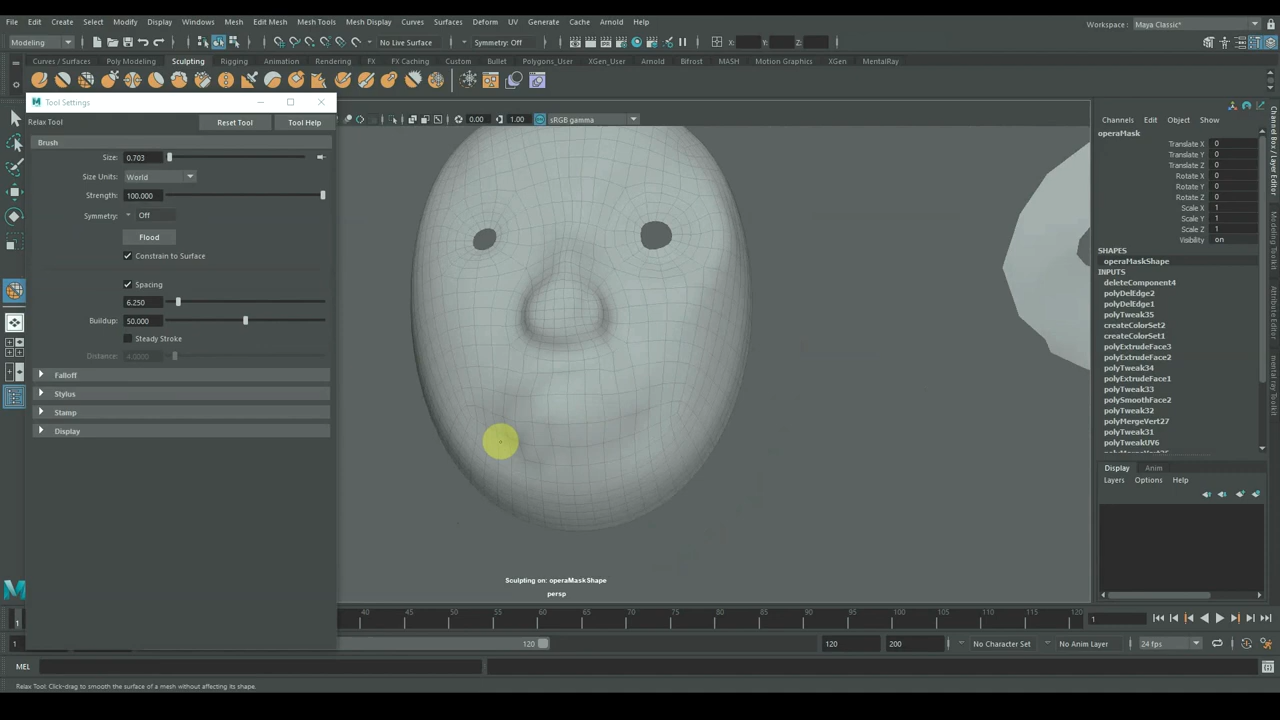 File Edit Create Select Modify Display Windows Mesh Edit Mesh Mesh Tools Mesh Display Curves Surfaces Deform UV Generate Cache Arnold Help
Workspace : Maya Classic*
Modeling No Live Surface Symmetry: Off X: Y: Z:
Curves / Surfaces Poly Modeling Sculpting Rigging Animation Rendering FX FX Caching Custom Bullet Polygons_User XGen_User Arnold Bifrost MASH Motion Graphics XGen MentalRay
Tool Settings
Relax Tool Reset Tool Tool Help
0.00 1.00 sRGB gamma
Brush
Size: 0.703
Size Units: World
Strength: 100.000
Symmetry: Off
Flood
Constrain to Surface
Spacing
6.250
Buildup: 50.000
Steady Stroke
Distance: 4.0000
Falloff
Stylus
Stamp
Display
Channels Edit Object Show
operaMask
Translate X 0
Translate Y 0
Translate Z 0
Rotate X 0
Rotate Y 0
Rotate Z 0
Scale X 1
Scale Y 1
Scale Z 1
Visibility on
SHAPES
operaMaskShape
INPUTS
deleteComponent4
polyDelEdge2
polyDelEdge1
polyTweak35
createColorSet2
createColorSet1
polyExtrudeFace3
polyExtrudeFace2
polyTweak34
polyExtrudeFace1
polyTweak33
polySmoothFace2
polyTweak32
polyMergeVert27
polyTweak31
polyTweakUV6
Channel Box / Layer Editor
Modeling Toolkit
mental ray Toolkit
Display Anim
Layers Options Help
Sculpting on: operaMaskShape
persp
40 45 50 55 60 65 70 75 80 85 90 95 100 105 110 115 120
1
1
1 120 120 200 No Character Set No Anim Layer 24 fps
MEL
Relax Tool: Click-drag to smooth the surface of a mesh without affecting its shape.